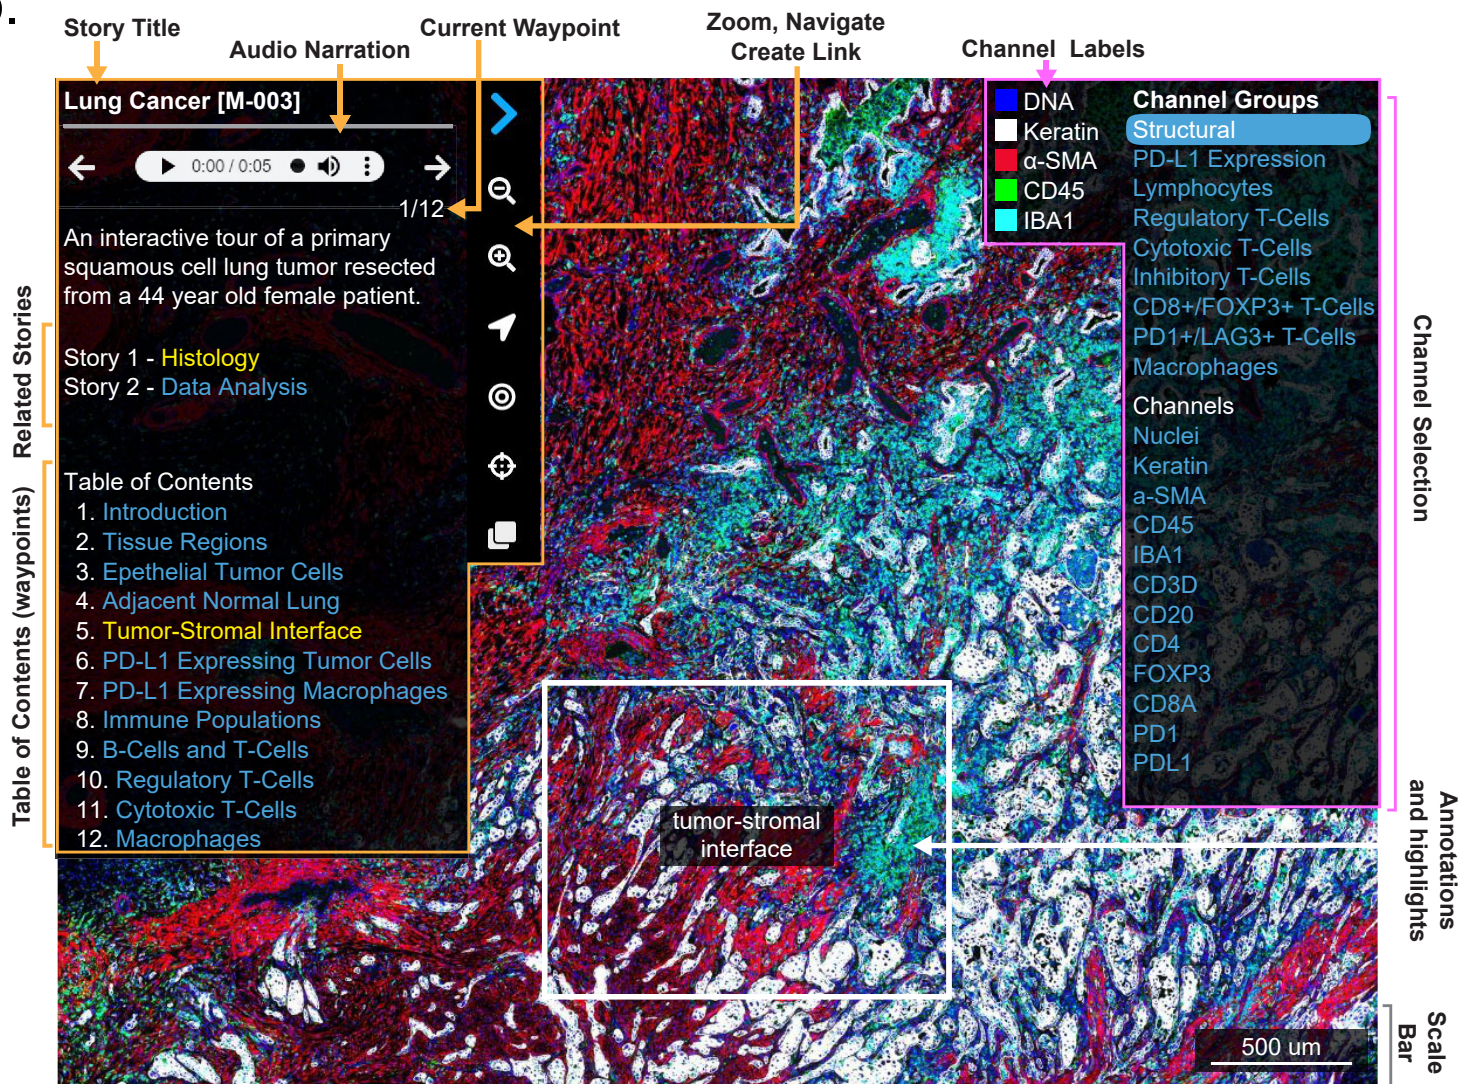 Story Title
Audio Narration
Current Waypoint
Zoom, Navigate
Create Link
Channel Labels
Lung Cancer [M-003]
0:00 / 0:05
1/12
An interactive tour of a primary
squamous cell lung tumor resected
from a 44 year old female patient.
Related Stories
Story 1 - Histology
Story 2 - Data Analysis
Table of Contents (waypoints)
Table of Contents
1. Introduction
2. Tissue Regions
3. Epethelial Tumor Cells
4. Adjacent Normal Lung
5. Tumor-Stromal Interface
6. PD-L1 Expressing Tumor Cells
7. PD-L1 Expressing Macrophages
8. Immune Populations
9. B-Cells and T-Cells
10. Regulatory T-Cells
11. Cytotoxic T-Cells
12. Macrophages
DNA
Keratin
α-SMA
CD45
IBA1
Channel Groups
Structural
PD-L1 Expression
Lymphocytes
Regulatory T-Cells
Cytotoxic T-Cells
Inhibitory T-Cells
CD8+/FOXP3+ T-Cells
PD1+/LAG3+ T-Cells
Macrophages
Channels
Nuclei
Keratin
a-SMA
CD45
IBA1
CD3D
CD20
CD4
FOXP3
CD8A
PD1
PDL1
Channel Selection
tumor-stromal
interface
Annotations
and highlights
500 um
Scale
Bar